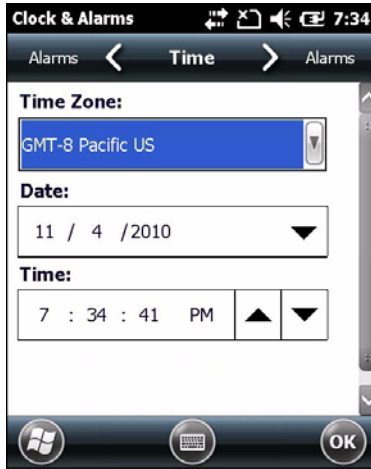 Clock & Alarms 7:34
Alarms Time Alarms
Time Zone:
GMT-8 Pacific US
Date:
11 / 4 /2010
Time:
7 : 34 : 41 PM
OK